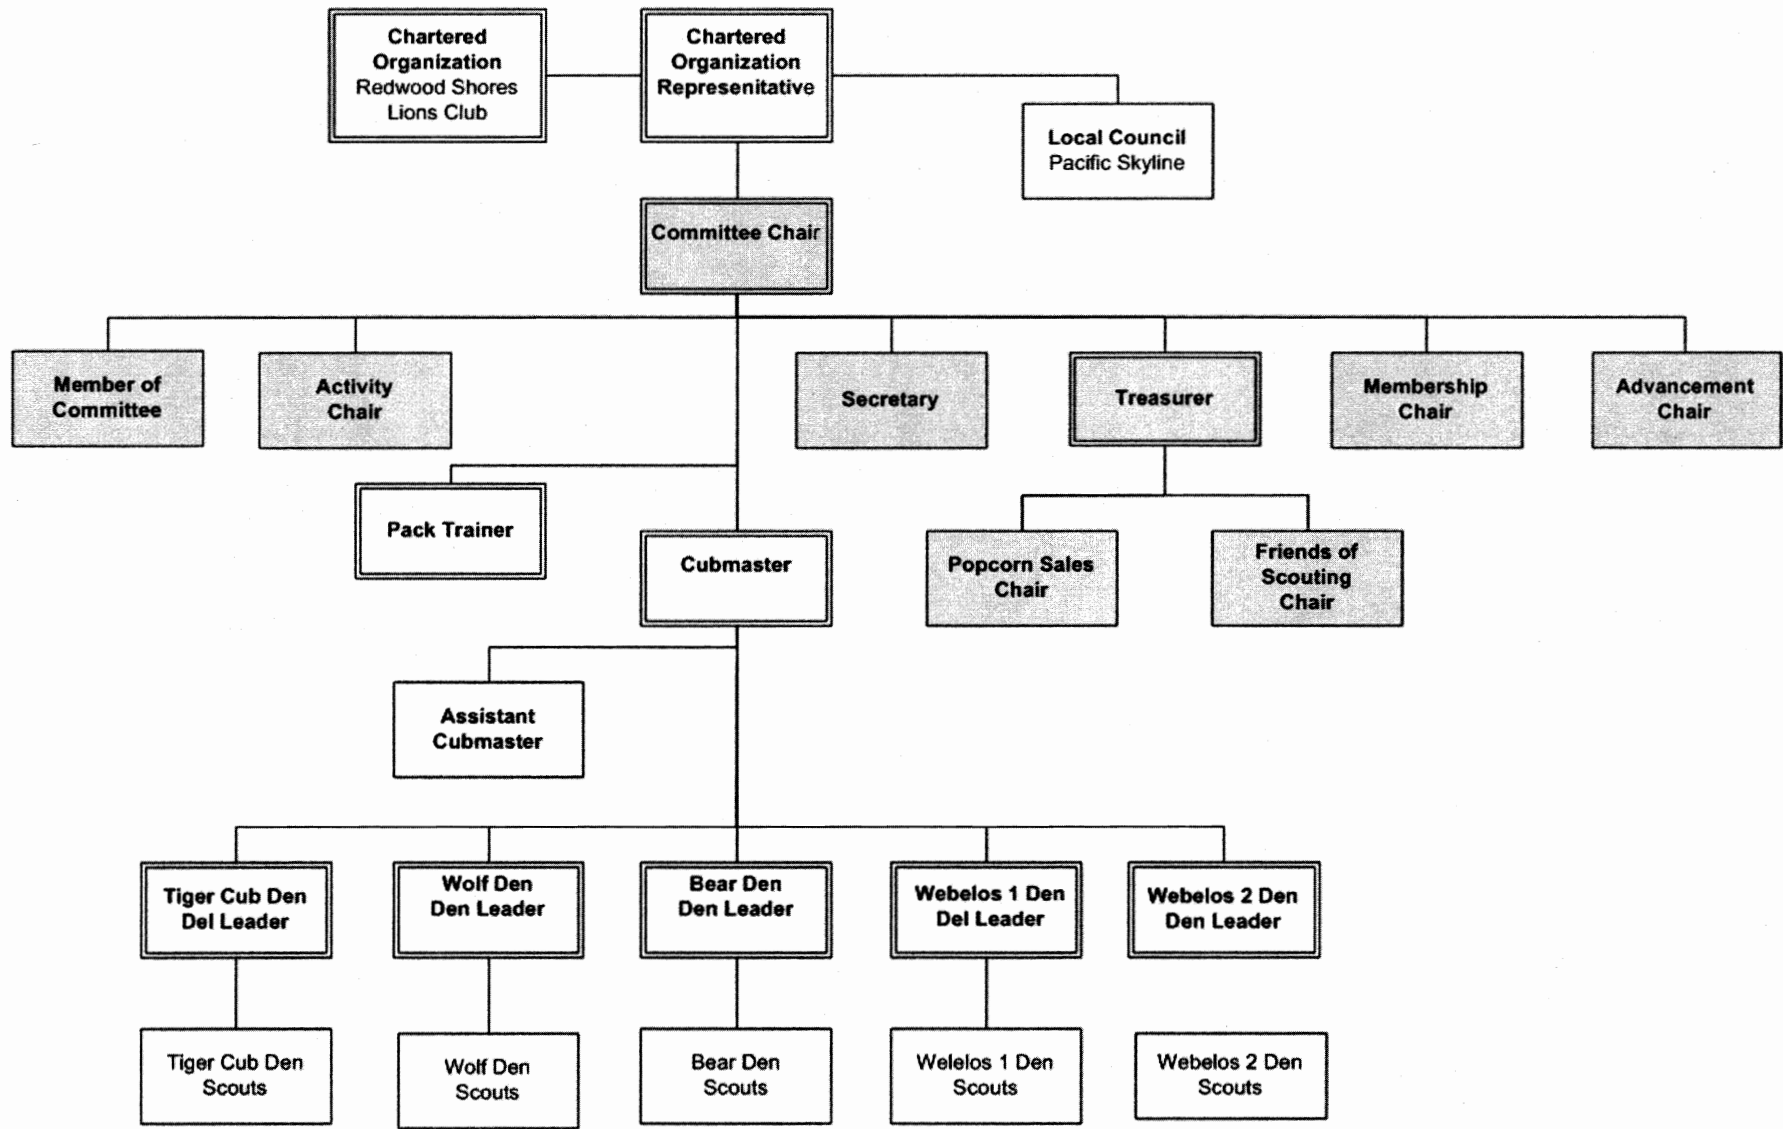 Chartered
Organization
Redwood Shores
Lions Club
Chartered
Organization
Represenitative
Local Council
Pacific Skyline
Committee Chair
Member of
Committee
Activity
Chair
Secretary
Treasurer
Membership
Chair
Advancement
Chair
Pack Trainer
Cubmaster
Popcorn Sales
Chair
Friends of
Scouting
Chair
Assistant
Cubmaster
Tiger Cub Den
Del Leader
Wolf Den
Den Leader
Bear Den
Den Leader
Webelos 1 Den
Del Leader
Webelos 2 Den
Den Leader
Tiger Cub Den
Scouts
Wolf Den
Scouts
Bear Den
Scouts
Welelos 1 Den
Scouts
Webelos 2 Den
Scouts